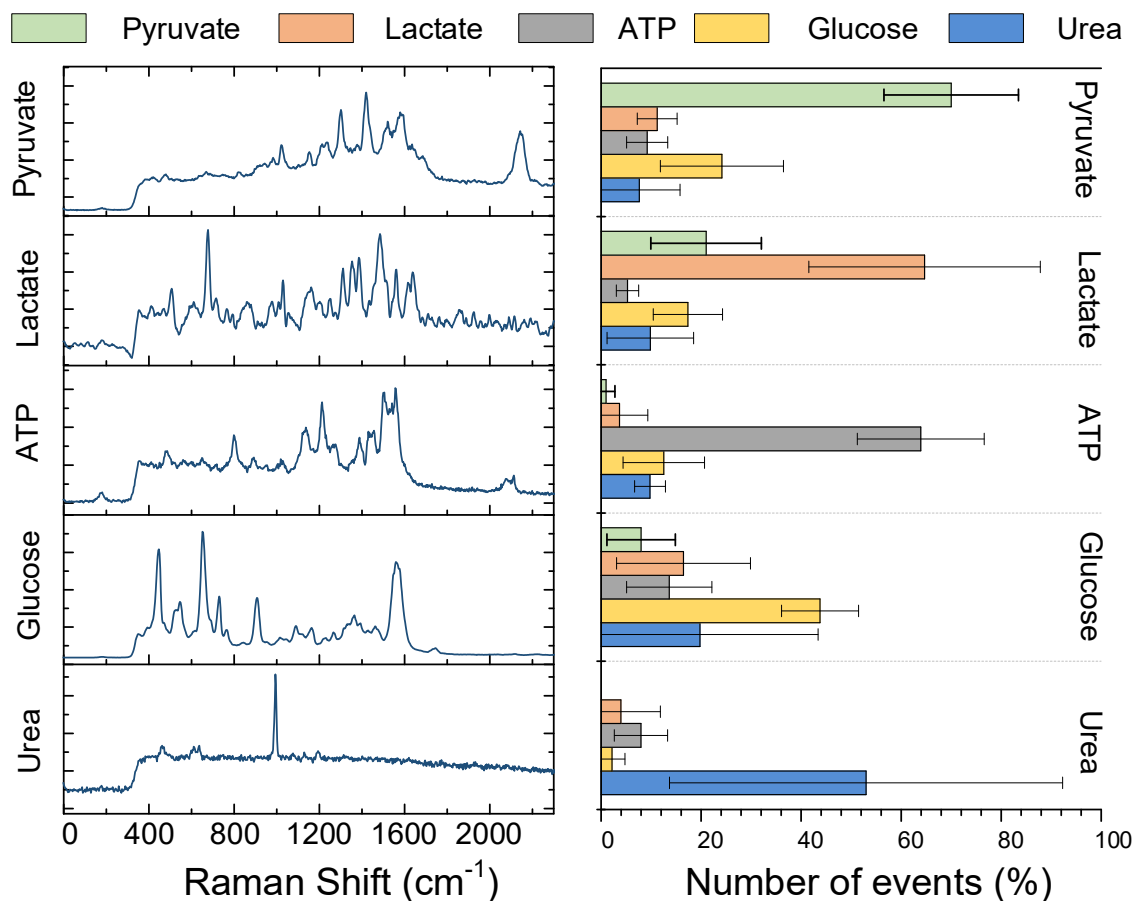 Pyruvate Lactate ATP Glucose Urea
Pyruvate
Lactate
ATP
Glucose
Urea
0 400 800 1200 1600 2000
Raman Shift (cm⁻¹)
Pyruvate
Lactate
ATP
Glucose
Urea
0 20 40 60 80 100
Number of events (%)